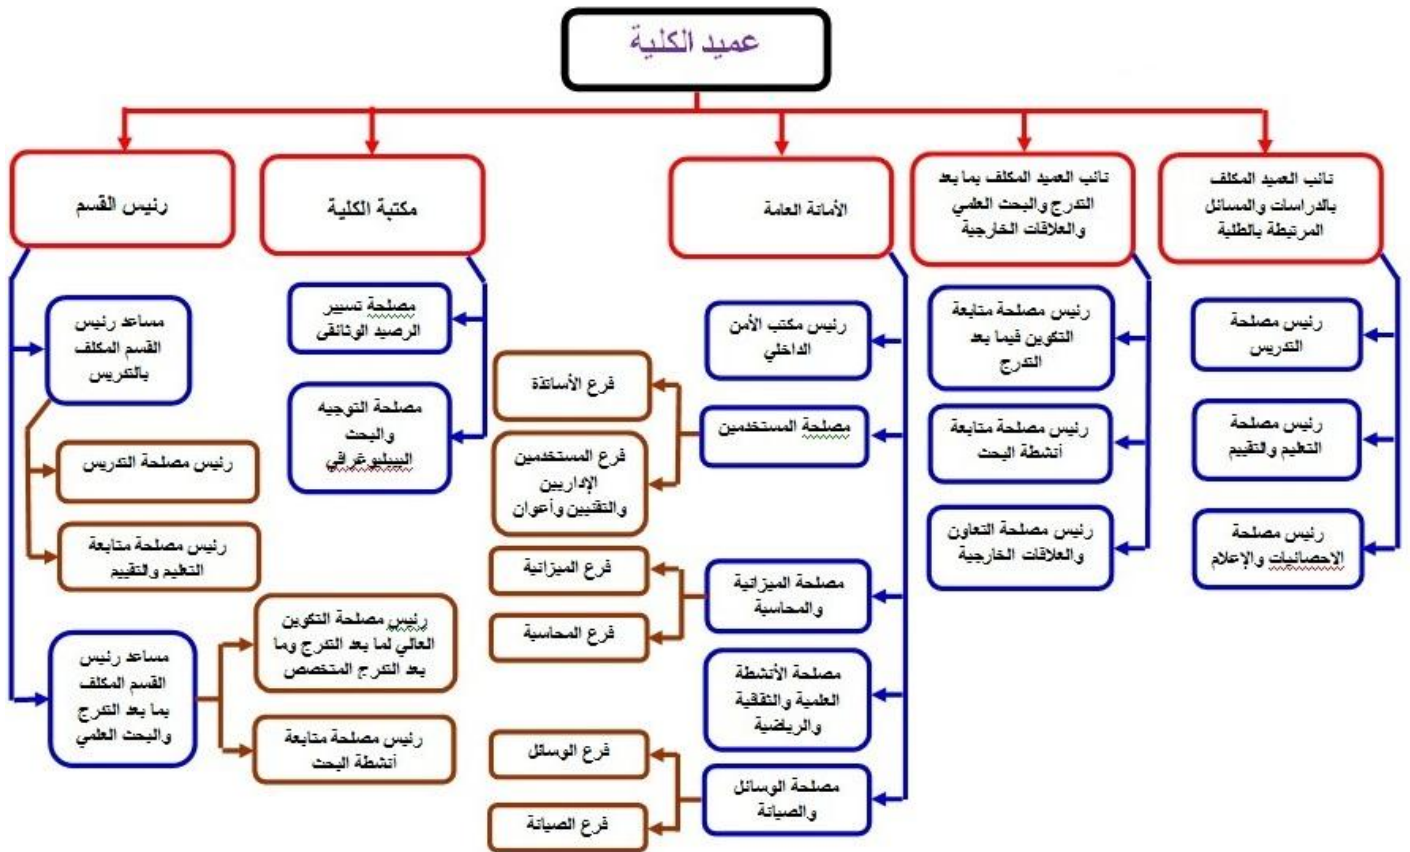 عميد الكلية
نائب العميد المكلف
بالدراسات والمسائل
المرتبطة بالطلبة
نائب العميد المكلف بما بعد
التدرج والبحث العلمي
والعلاقات الخارجية
الأمانة العامة
مكتبة الكلية
رئيس القسم
رئيس مصلحة
التدريس
رئيس مصلحة
التعليم والتقييم
رئيس مصلحة
الإحصائيات والإعلام
رئيس مصلحة متابعة
التكوين فيما بعد
التدرج
رئيس مصلحة متابعة
أنشطة البحث
رئيس مصلحة التعاون
والعلاقات الخارجية
رئيس مكتب الأمن
الداخلي
مصلحة المستخدمين
فرع الأساتذة
فرع المستخدمين
الإداريين
والتقنيين وأعوان
مصلحة الميزانية
والمحاسبة
فرع الميزانية
فرع المحاسبة
مصلحة الأنشطة
العلمية والثقافية
والرياضية
مصلحة الوسائل
والصيانة
فرع الوسائل
فرع الصيانة
مصلحة تسيير
الرصيد الوثائقي
مصلحة التوجيه
والبحث
البيبليوغرافي
مساعد رئيس
القسم المكلف
بالتدريس
رئيس مصلحة التدريس
رئيس مصلحة متابعة
التعليم والتقييم
مساعد رئيس
القسم المكلف
بما بعد التدرج
والبحث العلمي
رئيس مصلحة التكوين
العالي لما بعد التدرج وما
بعد التدرج المتخصص
رئيس مصلحة متابعة
أنشطة البحث